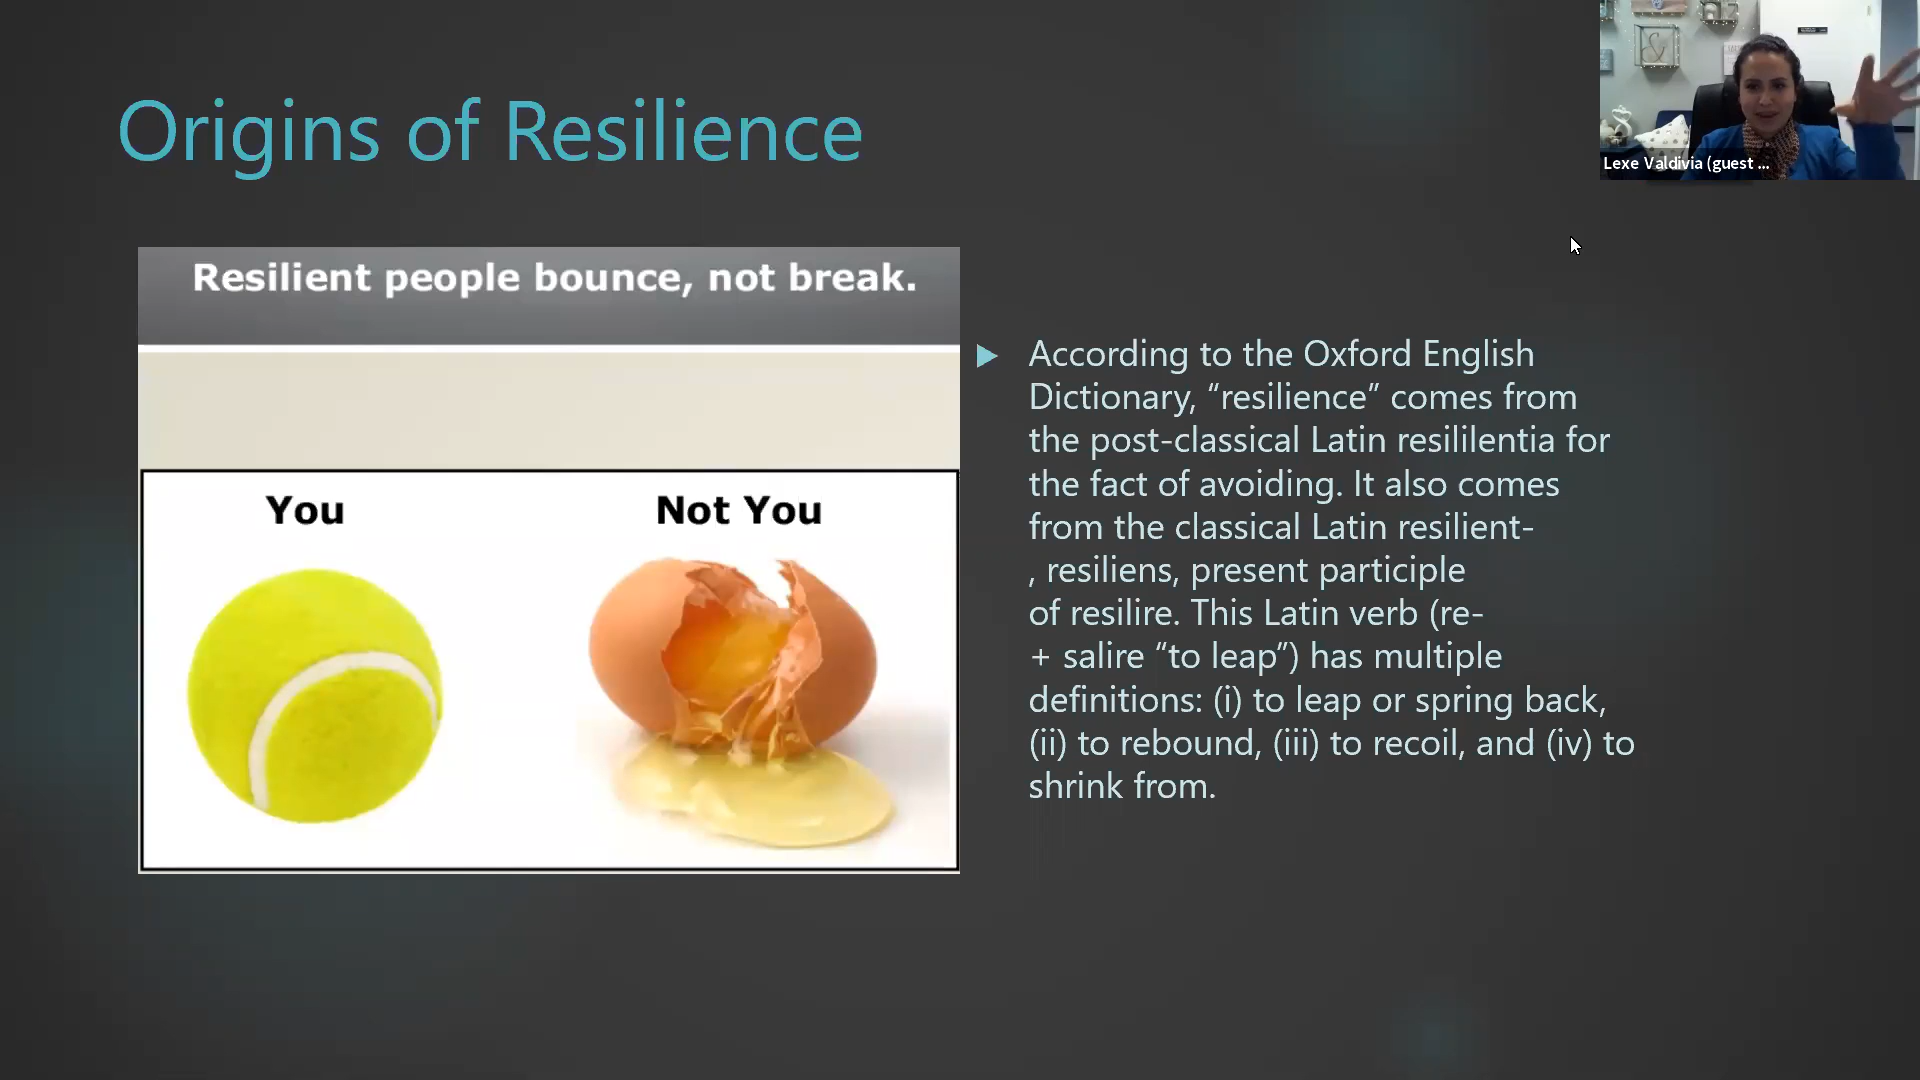 Origins of Resilience
Lexe Valdivia (guest ...
Resilient people bounce, not break.
You
Not You
According to the Oxford English
Dictionary, “resilience” comes from
the post-classical Latin resililentia for
the fact of avoiding. It also comes
from the classical Latin resilient-
, resiliens, present participle
of resilire. This Latin verb (re-
+ salire “to leap”) has multiple
definitions: (i) to leap or spring back,
(ii) to rebound, (iii) to recoil, and (iv) to
shrink from.
&